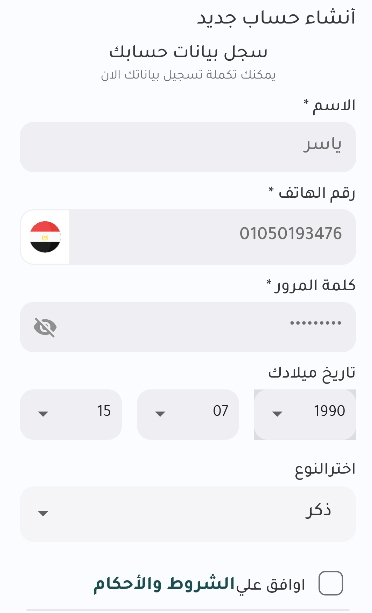 أنشاء حساب جديد
سجل بيانات حسابك
يمكنك تكملة تسجيل بياناتك الان
الاسم *
ياسر
رقم الهاتف *
01050193476
كلمة المرور *
•••••••••
تاريخ ميلادك
1990 07 15
اخترالنوع
ذكر
اوافق علي الشروط والأحكام